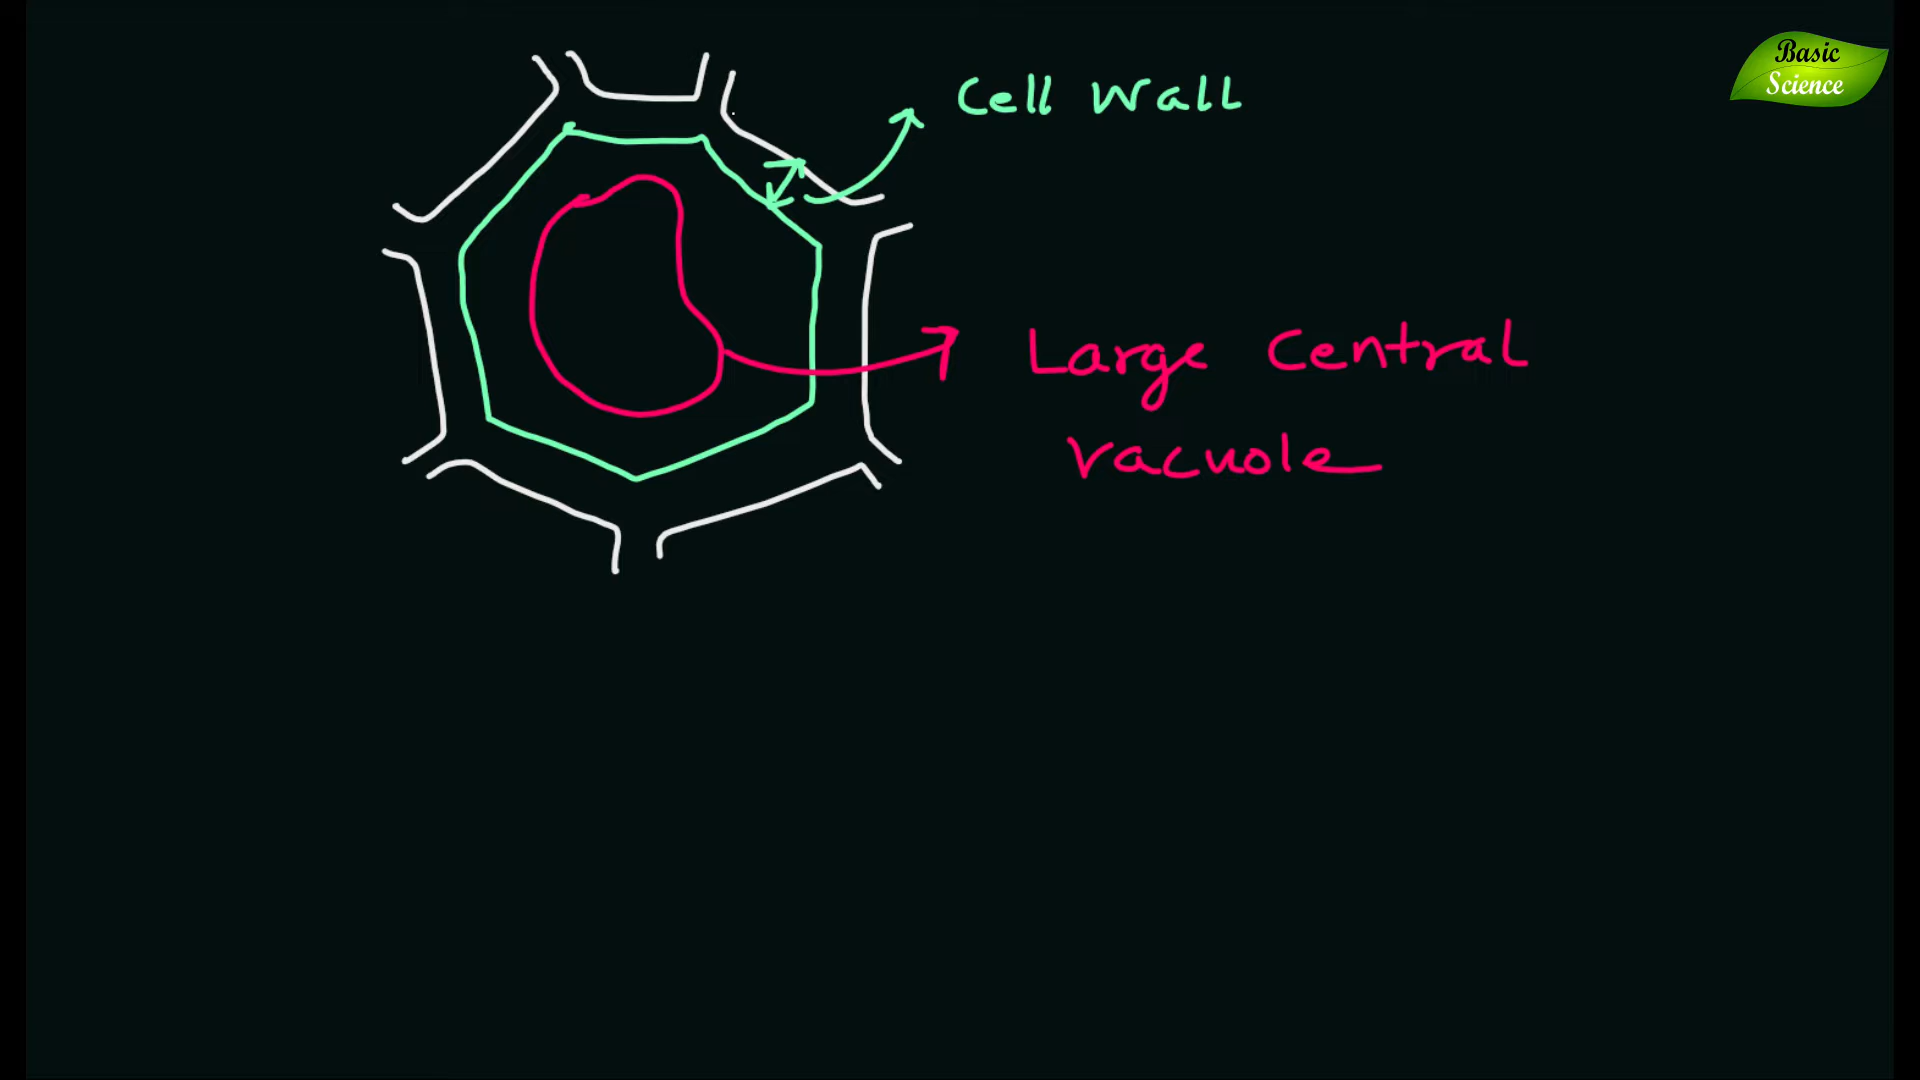 Basic
Science
Cell Wall
Large Central
Vacuole